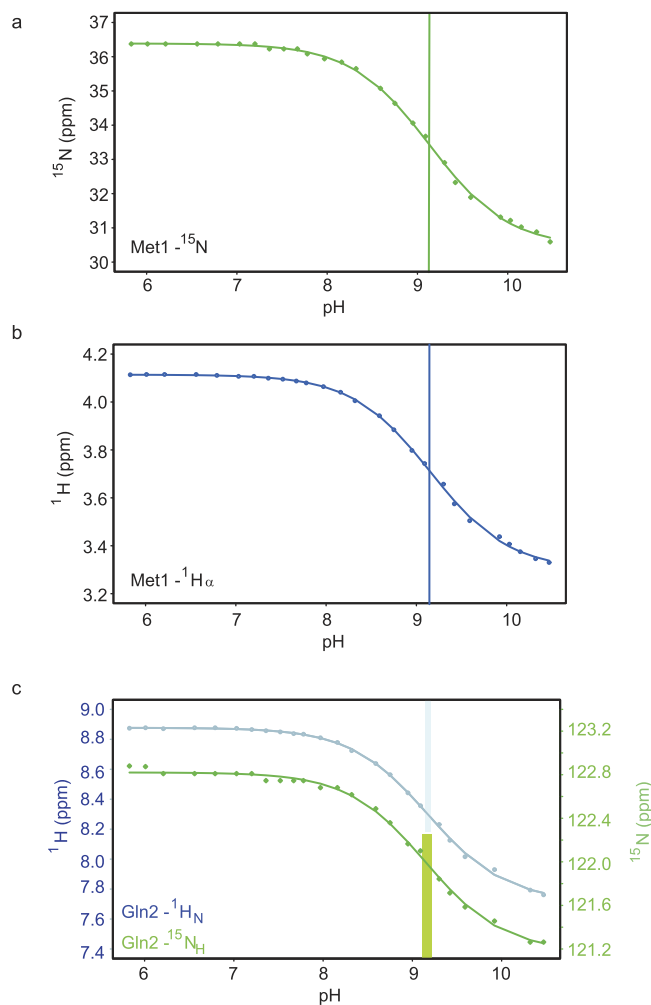 a
37
36
35
34
33
32
31
30
15N (ppm)
Met1 -15N
6 7 8 9 10
pH
b
4.2
4.0
3.8
3.6
3.4
3.2
1H (ppm)
Met1 -1Hα
6 7 8 9 10
pH
c
9.0
8.8
8.6
8.4
8.2
8.0
7.8
7.6
7.4
1H (ppm)
123.2
122.8
122.4
122.0
121.6
121.2
15N (ppm)
Gln2 -1HN
Gln2 -15NH
6 7 8 9 10
pH